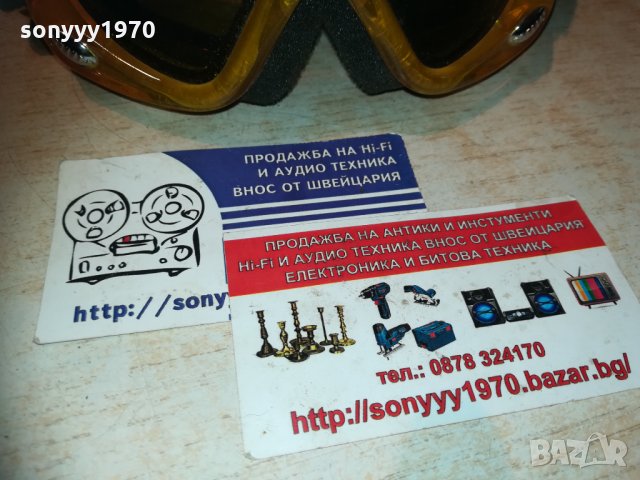 sonyyy1970
ПРОДАЖБА НА Hi-Fi
И АУДИО ТЕХНИКА
ВНОС ОТ ШВЕЙЦАРИЯ
http://sony
ПРОДАЖБА НА АНТИКИ И ИНСТУМЕНТИ
Hi-Fi И АУДИО ТЕХНИКА ВНОС ОТ ШВЕЙЦАРИЯ
ЕЛЕКТРОНИКА И БИТОВА ТЕХНИКА
тел.: 0878 324170
http://sonyyy1970.bazar.bg/
BAZAR
bg